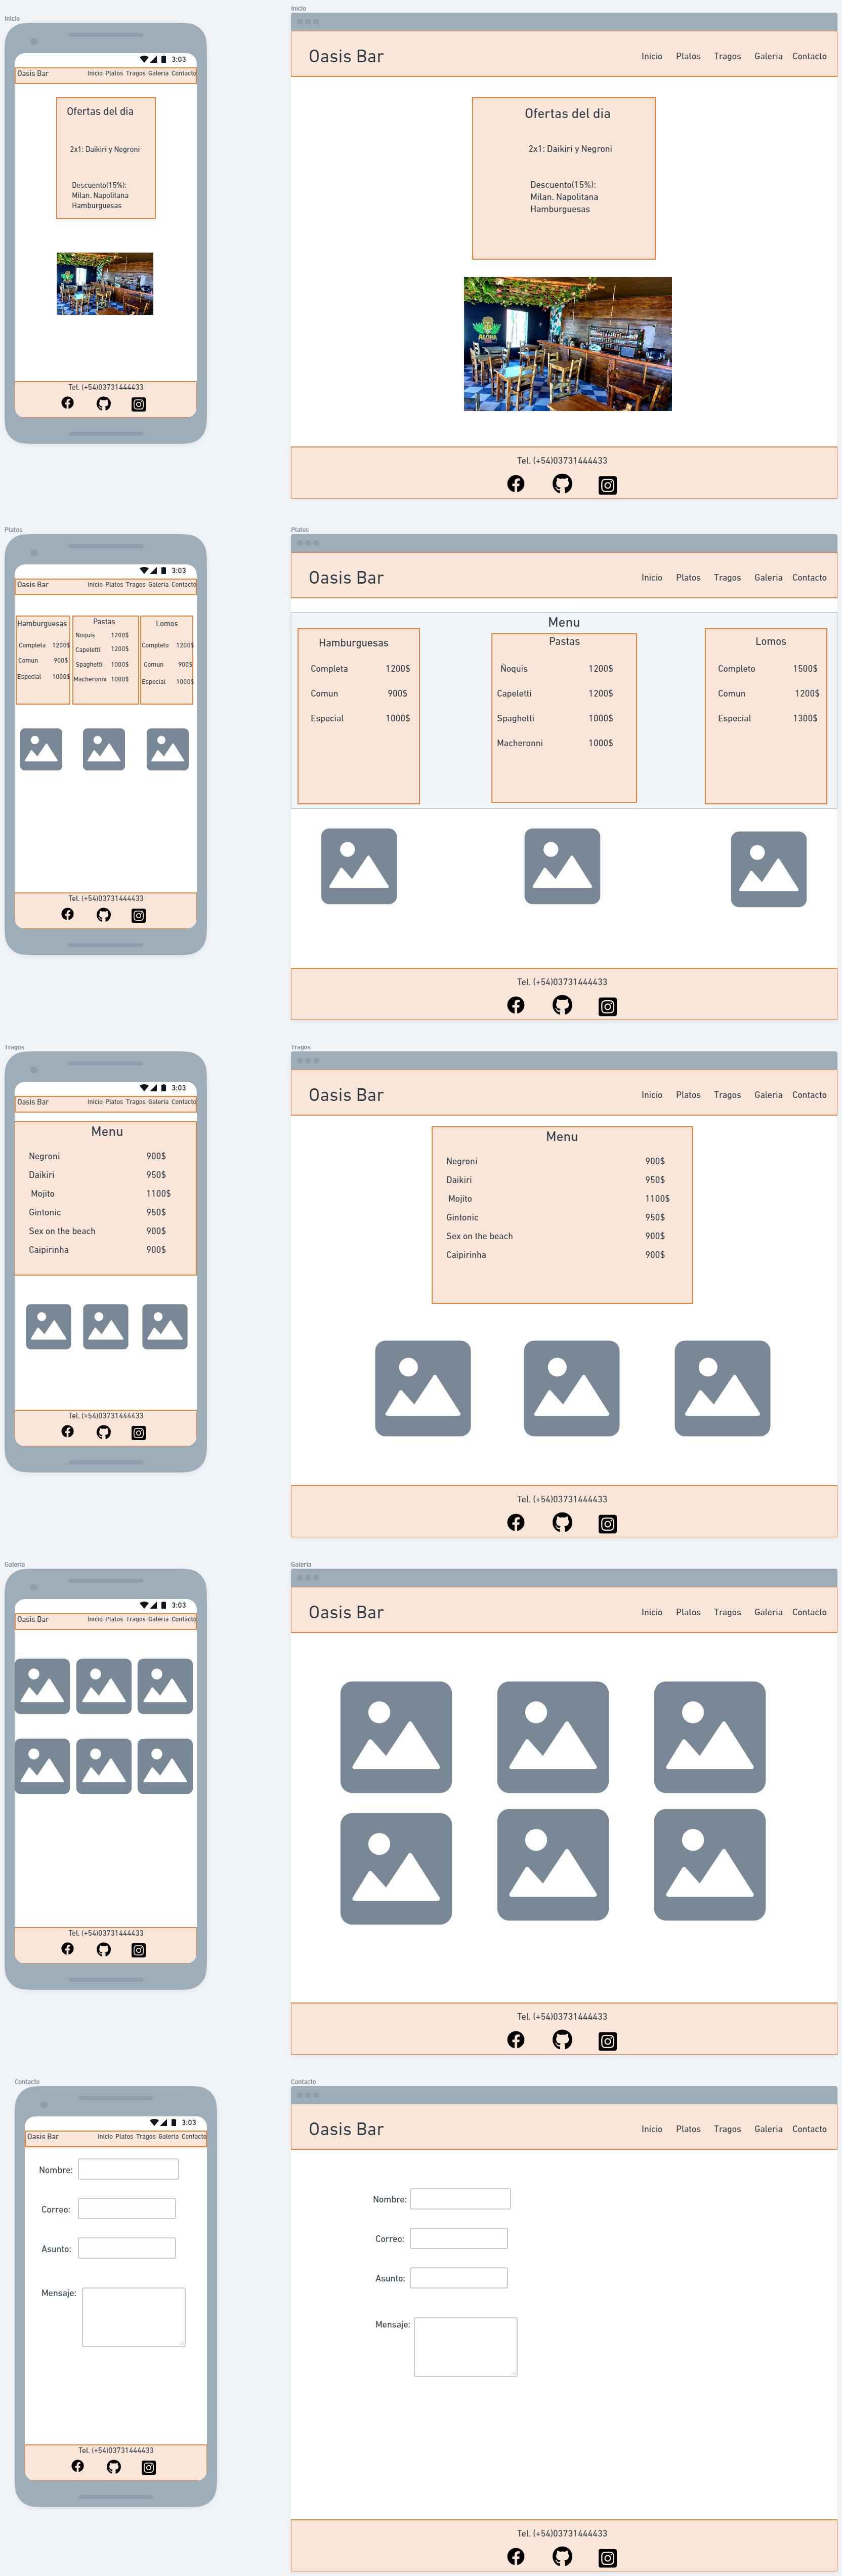 Inicio
3:03
Oasis Bar
Inicio Platos Tragos Galeria Contacto
Ofertas del dia
2x1: Daikiri y Negroni
Descuento(15%):
Milan. Napolitana
Hamburguesas
Tel. (+54)03731444433
Inicio
Oasis Bar
Inicio Platos Tragos Galeria Contacto
Ofertas del dia
2x1: Daikiri y Negroni
Descuento(15%):
Milan. Napolitana
Hamburguesas
ALOHA
Tel. (+54)03731444433
Platos
3:03
Oasis Bar
Inicio Platos Tragos Galeria Contacto
Hamburguesas
Completa 1200$
Comun 900$
Especial 1000$
Pastas
Ñoquis 1200$
Capeletti 1200$
Spaghetti 1000$
Macheronni 1000$
Lomos
Completo 1200$
Comun 900$
Especial 1000$
Tel. (+54)03731444433
Platos
Oasis Bar
Inicio Platos Tragos Galeria Contacto
Menu
Hamburguesas
Completa 1200$
Comun 900$
Especial 1000$
Pastas
Ñoquis 1200$
Capeletti 1200$
Spaghetti 1000$
Macheronni 1000$
Lomos
Completo 1500$
Comun 1200$
Especial 1300$
Tel. (+54)03731444433
Tragos
3:03
Oasis Bar
Inicio Platos Tragos Galeria Contacto
Menu
Negroni 900$
Daikiri 950$
Mojito 1100$
Gintonic 950$
Sex on the beach 900$
Caipirinha 900$
Tel. (+54)03731444433
Tragos
Oasis Bar
Inicio Platos Tragos Galeria Contacto
Menu
Negroni 900$
Daikiri 950$
Mojito 1100$
Gintonic 950$
Sex on the beach 900$
Caipirinha 900$
Tel. (+54)03731444433
Galeria
3:03
Oasis Bar
Inicio Platos Tragos Galeria Contacto
Tel. (+54)03731444433
Galeria
Oasis Bar
Inicio Platos Tragos Galeria Contacto
Tel. (+54)03731444433
Contacto
3:03
Oasis Bar
Inicio Platos Tragos Galeria Contacto
Nombre:
Correo:
Asunto:
Mensaje:
Tel. (+54)03731444433
Contacto
Oasis Bar
Inicio Platos Tragos Galeria Contacto
Nombre:
Correo:
Asunto:
Mensaje:
Tel. (+54)03731444433